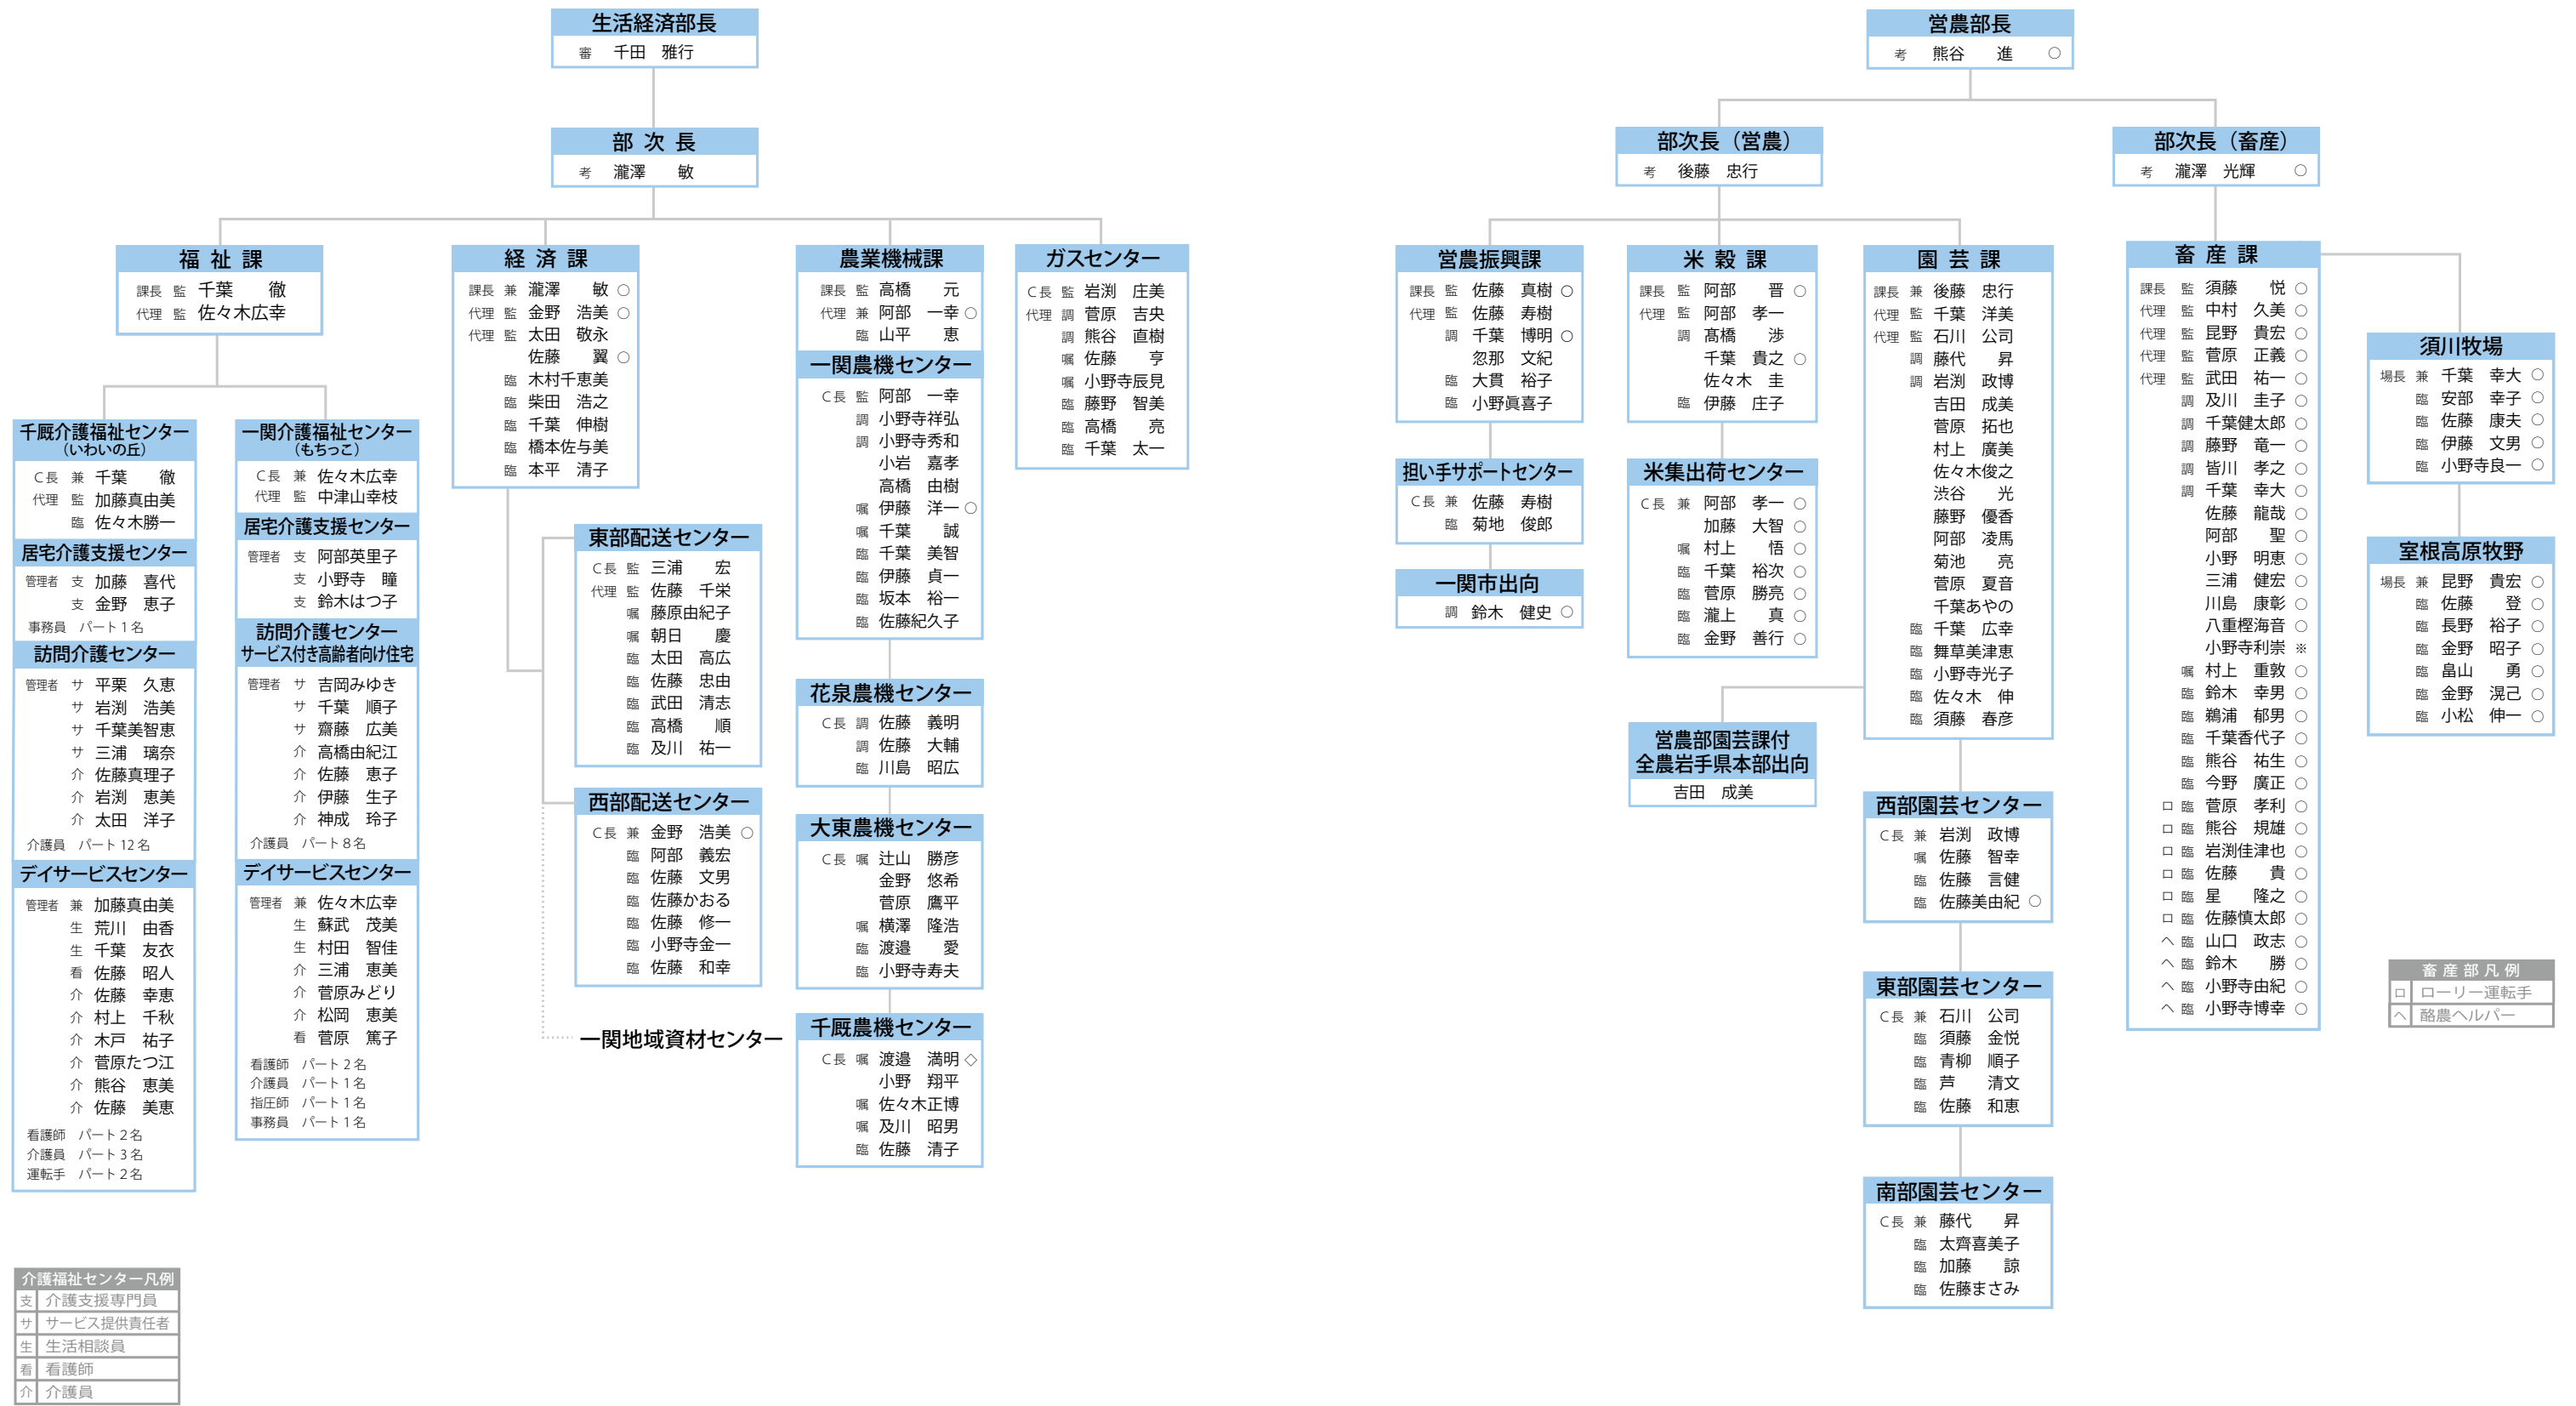 生活経済部長
審 千田 雅行
部次長
考 瀧澤 敏
福祉課
課長 監 千葉 徹
代理 監 佐々木広幸
千厩介護福祉センター
（いわいの丘）
C長 兼 千葉 徹
代理 監 加藤真由美
臨 佐々木勝一
居宅介護支援センター
管理者 支 加藤 喜代
支 金野 恵子
事務員 パート1名
訪問介護センター
管理者 サ 平栗 久恵
サ 岩渕 浩美
サ 千葉美智恵
サ 三浦 璃奈
介 佐藤真理子
介 岩渕 恵美
介 太田 洋子
介護員 パート12名
デイサービスセンター
管理者 兼 加藤真由美
生 荒川 由香
生 千葉 友衣
看 佐藤 昭人
介 佐藤 幸恵
介 村上 千秋
介 木戸 祐子
介 菅原たつ江
介 熊谷 恵美
介 佐藤 美恵
看護師 パート2名
介護員 パート3名
運転手 パート2名
一関介護福祉センター
（もちっこ）
C長 兼 佐々木広幸
代理 監 中津山幸枝
居宅介護支援センター
管理者 支 阿部英里子
支 小野寺 瞳
支 鈴木はつ子
訪問介護センター
サービス付き高齢者向け住宅
管理者 サ 吉岡みゆき
サ 千葉 順子
サ 齋藤 広美
介 高橋由紀江
介 佐藤 恵子
介 伊藤 生子
介 神成 玲子
介護員 パート8名
デイサービスセンター
管理者 兼 佐々木広幸
生 蘇武 茂美
生 村田 智佳
介 三浦 恵美
介 菅原みどり
介 松岡 恵美
看 菅原 篤子
看護師 パート2名
介護員 パート1名
指圧師 パート1名
事務員 パート1名
経済課
課長 兼 瀧澤 敏 ○
代理 監 金野 浩美 ○
代理 監 太田 敬永
佐藤 翼 ○
臨 木村千恵美
臨 柴田 浩之
臨 千葉 伸樹
臨 橋本佐与美
臨 本平 清子
東部配送センター
C長 監 三浦 宏
代理 監 佐藤 千栄
嘱 藤原由紀子
嘱 朝日 慶
臨 太田 高広
臨 佐藤 忠由
臨 武田 清志
臨 高橋 順
臨 及川 祐一
西部配送センター
C長 兼 金野 浩美 ○
臨 阿部 義宏
臨 佐藤 文男
臨 佐藤かおる
臨 佐藤 修一
臨 小野寺金一
臨 佐藤 和幸
一関地域資材センター
農業機械課
課長 監 高橋 元
代理 兼 阿部 一幸 ○
臨 山平 恵
一関農機センター
C長 監 阿部 一幸
調 小野寺祥弘
調 小野寺秀和
小岩 嘉孝
高橋 由樹
嘱 伊藤 洋一 ○
嘱 千葉 誠
臨 千葉 美智
臨 伊藤 貞一
臨 坂本 裕一
臨 佐藤紀久子
花泉農機センター
C長 調 佐藤 義明
調 佐藤 大輔
臨 川島 昭広
大東農機センター
C長 嘱 辻山 勝彦
金野 悠希
菅原 鷹平
嘱 横澤 隆浩
臨 渡邉 愛
臨 小野寺寿夫
千厩農機センター
C長 嘱 渡邉 満明 ◇
小野 翔平
嘱 佐々木正博
嘱 及川 昭男
臨 佐藤 清子
ガスセンター
C長 監 岩渕 庄美
代理 調 菅原 吉央
調 熊谷 直樹
嘱 佐藤 亨
嘱 小野寺辰見
臨 藤野 智美
臨 高橋 亮
臨 千葉 太一
営農部長
考 熊谷 進 ○
部次長（営農）
考 後藤 忠行
部次長（畜産）
考 瀧澤 光輝 ○
営農振興課
課長 監 佐藤 真樹 ○
代理 監 佐藤 寿樹
調 千葉 博明 ○
忽那 文紀
臨 大貫 裕子
臨 小野眞喜子
担い手サポートセンター
C長 兼 佐藤 寿樹
臨 菊地 俊郎
一関市出向
調 鈴木 健史 ○
米穀課
課長 監 阿部 晋 ○
代理 監 阿部 孝一
調 髙橋 渉
千葉 貴之 ○
佐々木 圭
臨 伊藤 庄子
米集出荷センター
C長 兼 阿部 孝一 ○
加藤 大智 ○
嘱 村上 悟 ○
臨 千葉 裕次 ○
臨 菅原 勝亮 ○
臨 瀧上 真 ○
臨 金野 善行 ○
園芸課
課長 兼 後藤 忠行
代理 監 千葉 洋美
代理 監 石川 公司
調 藤代 昇
調 岩渕 政博
吉田 成美
菅原 拓也
村上 廣美
佐々木俊之
渋谷 光
藤野 優香
阿部 凌馬
菊池 亮
菅原 夏音
千葉あやの
臨 千葉 広幸
臨 舞草美津恵
臨 小野寺光子
臨 佐々木 伸
臨 須藤 春彦
営農部園芸課付
全農岩手県本部出向
吉田 成美
西部園芸センター
C長 兼 岩渕 政博
嘱 佐藤 智幸
臨 佐藤 言健
臨 佐藤美由紀 ○
東部園芸センター
C長 兼 石川 公司
臨 須藤 金悦
臨 青柳 順子
臨 芦 清文
臨 佐藤 和恵
南部園芸センター
C長 兼 藤代 昇
臨 太齊喜美子
臨 加藤 諒
臨 佐藤まさみ
畜産課
課長 監 須藤 悦 ○
代理 監 中村 久美 ○
代理 監 昆野 貴宏 ○
代理 監 菅原 正義 ○
代理 監 武田 祐一 ○
調 及川 圭子 ○
調 千葉健太郎 ○
調 藤野 竜一 ○
調 皆川 孝之 ○
調 千葉 幸大 ○
佐藤 龍哉 ○
阿部 聖 ○
小野 明恵 ○
三浦 健宏 ○
川島 康彰 ○
八重樫海音 ○
小野寺利崇 ※
嘱 村上 重敦 ○
臨 鈴木 幸男 ○
臨 鵜浦 郁男 ○
臨 千葉香代子 ○
臨 熊谷 祐生 ○
臨 今野 廣正 ○
ロ 臨 菅原 孝利 ○
ロ 臨 熊谷 規雄 ○
ロ 臨 岩渕佳津也 ○
ロ 臨 佐藤 貴 ○
ロ 臨 星 隆之 ○
ロ 臨 佐藤慎太郎 ○
ヘ 臨 山口 政志 ○
ヘ 臨 鈴木 勝 ○
ヘ 臨 小野寺由紀 ○
ヘ 臨 小野寺博幸 ○
須川牧場
場長 兼 千葉 幸大 ○
臨 安部 幸子 ○
臨 佐藤 康夫 ○
臨 伊藤 文男 ○
臨 小野寺良一 ○
室根高原牧野
場長 兼 昆野 貴宏 ○
臨 佐藤 登 ○
臨 長野 裕子 ○
臨 金野 昭子 ○
臨 畠山 勇 ○
臨 金野 滉己 ○
臨 小松 伸一 ○
畜産部凡例
ロ ローリー運転手
ヘ 酪農ヘルパー
介護福祉センター凡例
支 介護支援専門員
サ サービス提供責任者
生 生活相談員
看 看護師
介 介護員